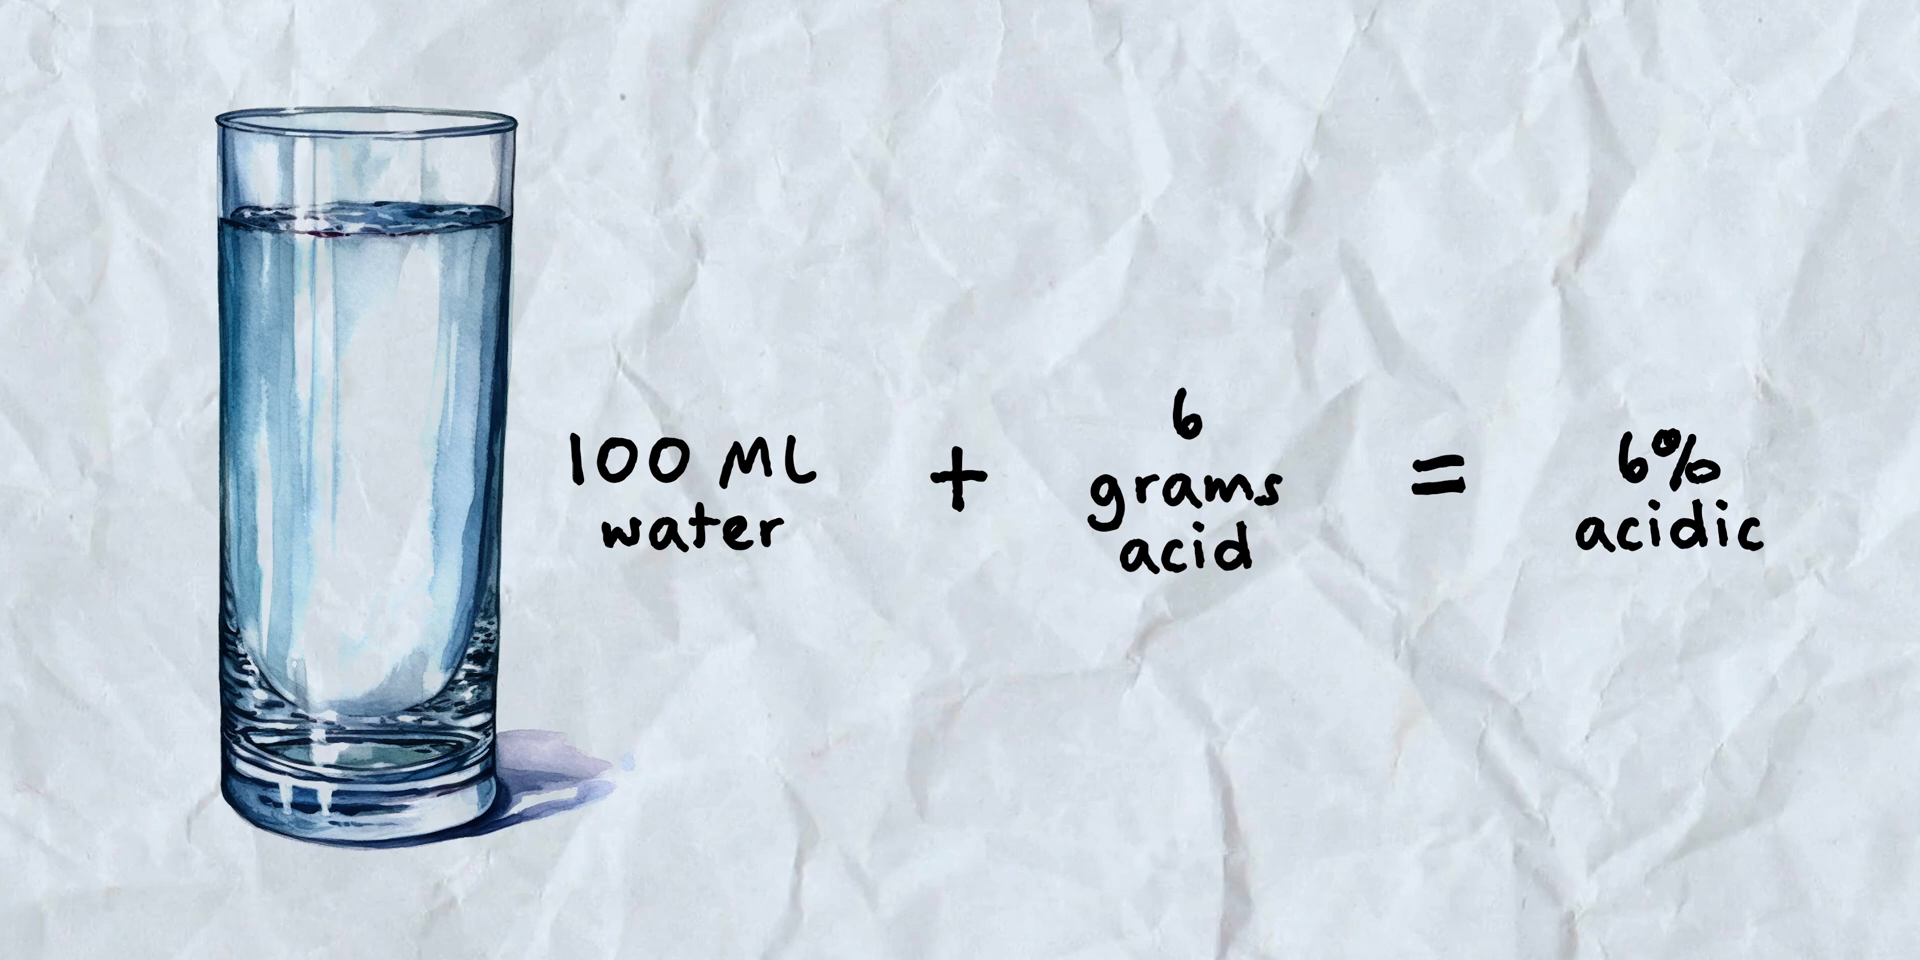 100 ML
water
+
6
grams
acid
=
6%
acidic